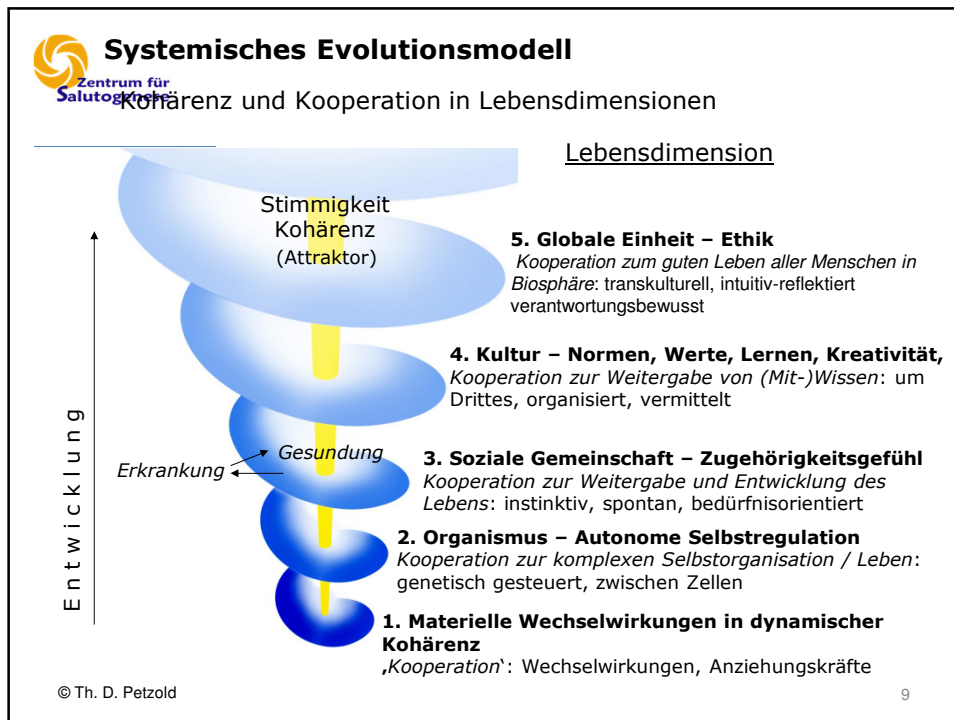 Systemisches Evolutionsmodell
Zentrum für
Salutogenese
Kohärenz und Kooperation in Lebensdimensionen
Lebensdimension
Stimmigkeit
Kohärenz
(Attraktor)
5. Globale Einheit – Ethik
Kooperation zum guten Leben aller Menschen in
Biosphäre: transkulturell, intuitiv-reflektiert
verantwortungsbewusst
4. Kultur – Normen, Werte, Lernen, Kreativität,
Kooperation zur Weitergabe von (Mit-)Wissen: um
Drittes, organisiert, vermittelt
Gesundung
Erkrankung
3. Soziale Gemeinschaft – Zugehörigkeitsgefühl
Kooperation zur Weitergabe und Entwicklung des
Lebens: instinktiv, spontan, bedürfnisorientiert
2. Organismus – Autonome Selbstregulation
Kooperation zur komplexen Selbstorganisation / Leben:
genetisch gesteuert, zwischen Zellen
1. Materielle Wechselwirkungen in dynamischer
Kohärenz
‚Kooperation‛: Wechselwirkungen, Anziehungskräfte
Entwicklung
© Th. D. Petzold
9